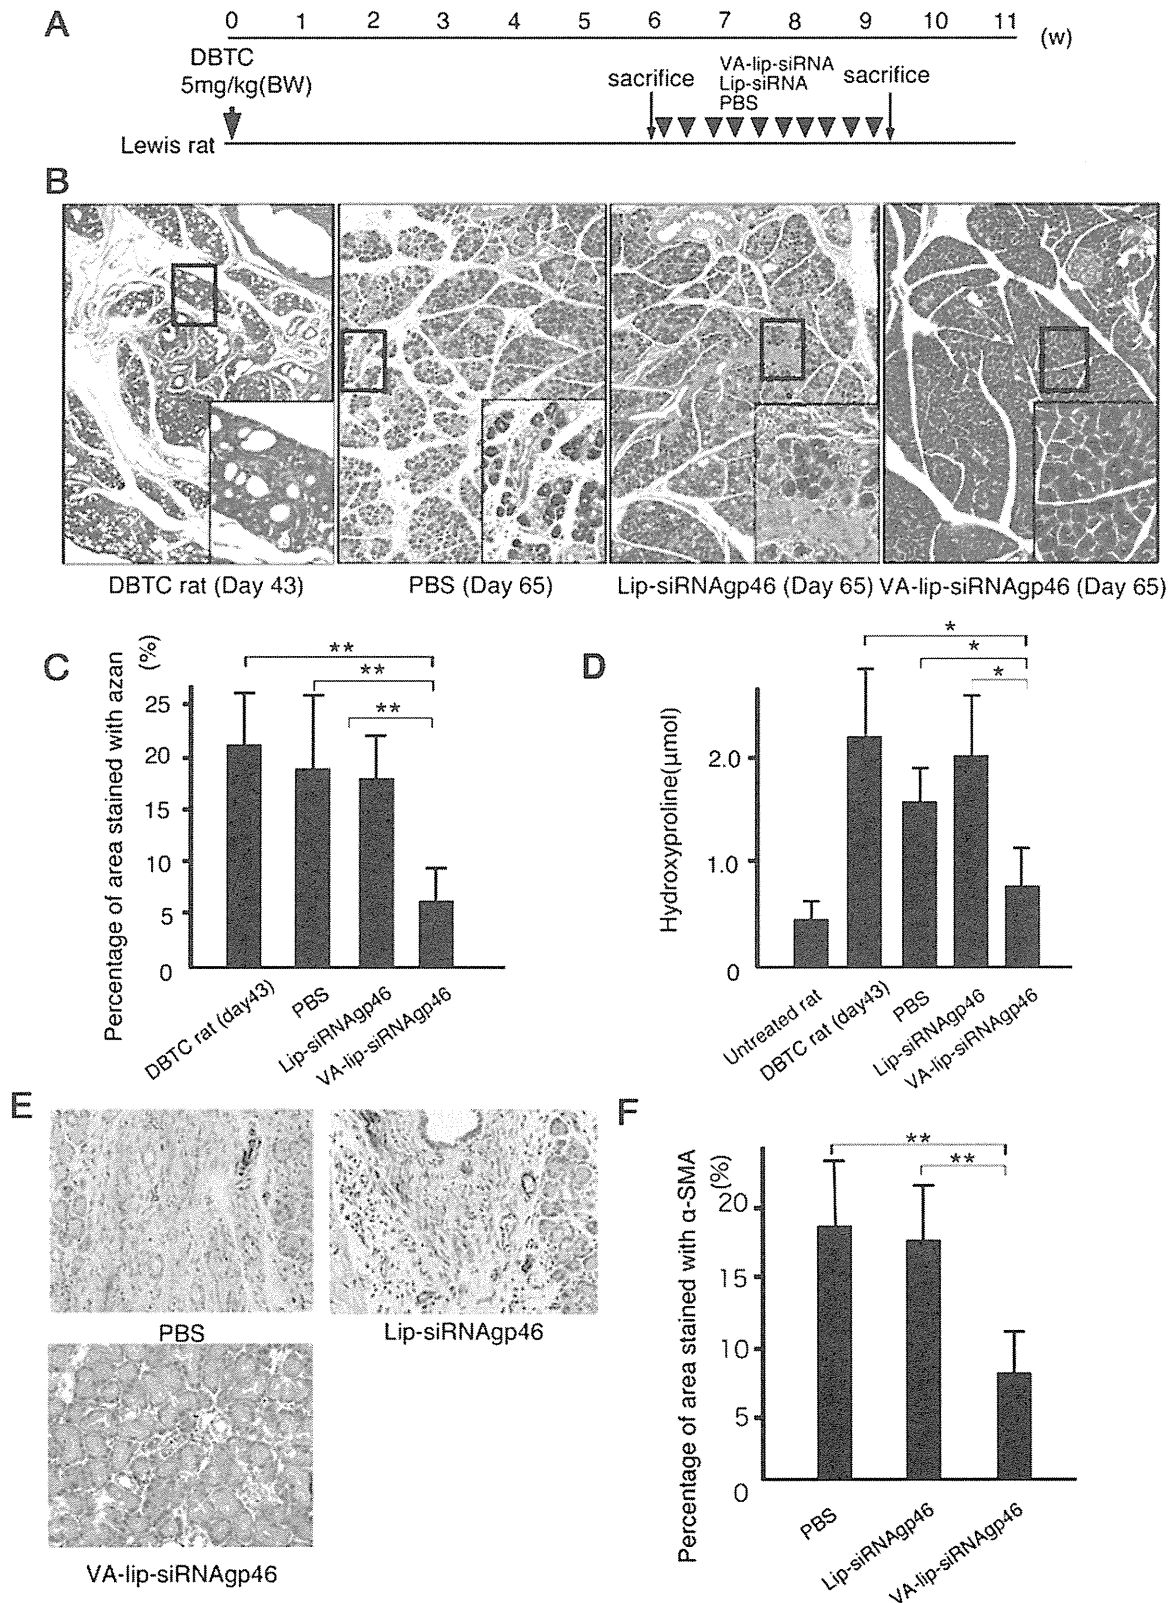 A
0 1 2 3 4 5 6 7 8 9 10 11
(w)
DBTC
5mg/kg(BW)
sacrifice
VA-lip-siRNA
Lip-siRNA
PBS
sacrifice
Lewis rat
B
DBTC rat (Day 43)
PBS (Day 65)
Lip-siRNAgp46 (Day 65)
VA-lip-siRNAgp46 (Day 65)
C
Percentage of area stained with azan
(%)
25
20
15
10
5
0
**
**
**
DBTC rat (day43)
PBS
Lip-siRNAgp46
VA-lip-siRNAgp46
D
Hydroxyproline(μmol)
2.0
1.0
0
*
*
*
Untreated rat
DBTC rat (day43)
PBS
Lip-siRNAgp46
VA-lip-siRNAgp46
E
PBS
Lip-siRNAgp46
VA-lip-siRNAgp46
F
Percentage of area stained with α-SMA
(%)
20
15
10
5
0
**
**
PBS
Lip-siRNAgp46
VA-lip-siRNAgp46